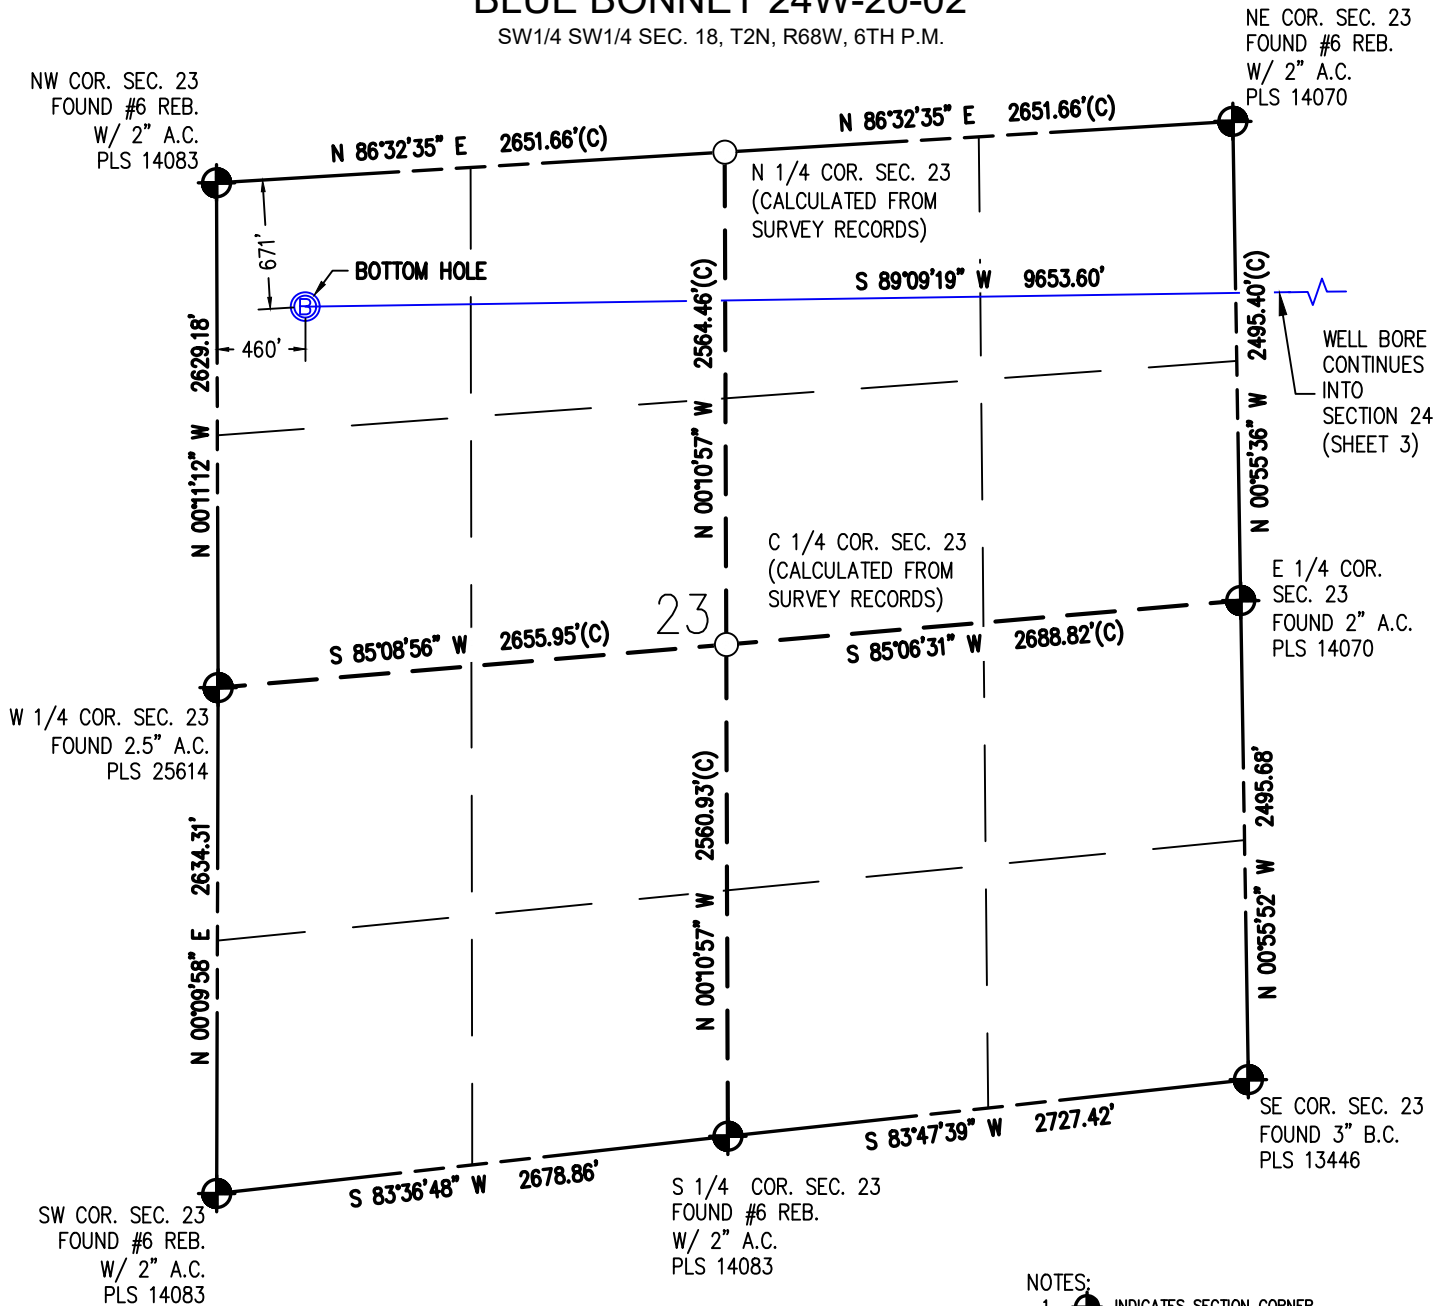 BLUE BONNET 24W-20-02
SW1/4 SW1/4 SEC. 18, T2N, R68W, 6TH P.M.
NE COR. SEC. 23
FOUND #6 REB.
W/ 2" A.C.
PLS 14070
NW COR. SEC. 23
FOUND #6 REB.
W/ 2" A.C.
PLS 14083
N 86°32'35" E 2651.66'(C)
N 86°32'35" E 2651.66'(C)
N 1/4 COR. SEC. 23
(CALCULATED FROM
SURVEY RECORDS)
671'
BOTTOM HOLE
B
460'
S 89°09'19" W 9653.60'
WELL BORE
CONTINUES
INTO
SECTION 24
(SHEET 3)
N 00°11'12" W 2629.18'
N 00°10'57" W 2564.46'(C)
N 00°55'36" W 2495.40'(C)
C 1/4 COR. SEC. 23
(CALCULATED FROM
SURVEY RECORDS)
23
E 1/4 COR.
SEC. 23
FOUND 2" A.C.
PLS 14070
S 85°08'56" W 2655.95'(C)
S 85°06'31" W 2688.82'(C)
W 1/4 COR. SEC. 23
FOUND 2.5" A.C.
PLS 25614
N 00°09'58" E 2634.31'
N 00°10'57" W 2560.93'(C)
N 00°55'52" W 2495.68'
S 83°36'48" W 2678.86'
S 83°47'39" W 2727.42'
SE COR. SEC. 23
FOUND 3" B.C.
PLS 13446
S 1/4 COR. SEC. 23
FOUND #6 REB.
W/ 2" A.C.
PLS 14083
SW COR. SEC. 23
FOUND #6 REB.
W/ 2" A.C.
PLS 14083
NOTES:
1. INDICATES SECTION CORNER